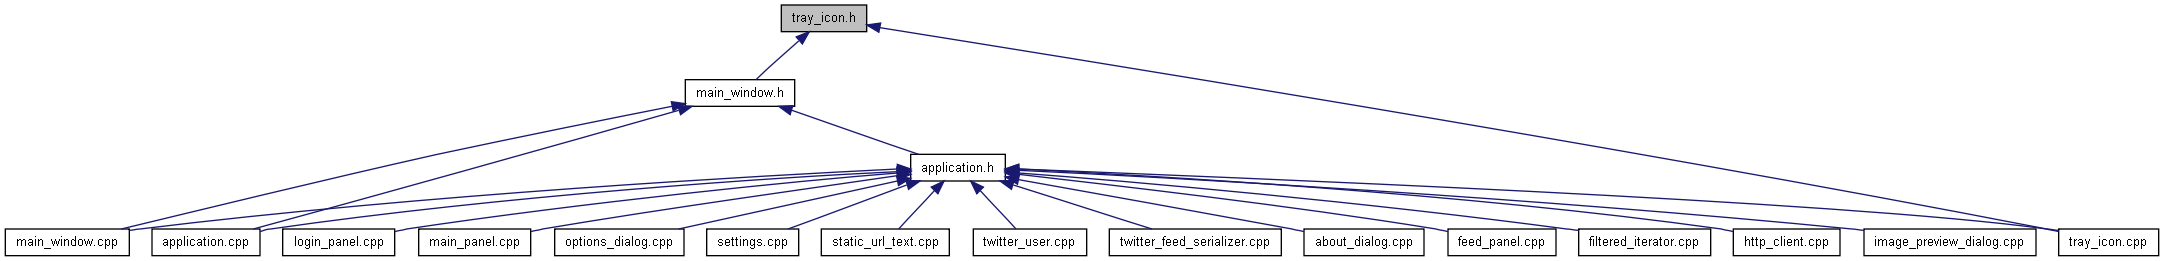 tray_icon.h
main_window.h
application.h
main_window.cpp
application.cpp
login_panel.cpp
main_panel.cpp
options_dialog.cpp
settings.cpp
static_url_text.cpp
twitter_user.cpp
twitter_feed_serializer.cpp
about_dialog.cpp
feed_panel.cpp
filtered_iterator.cpp
http_client.cpp
image_preview_dialog.cpp
tray_icon.cpp